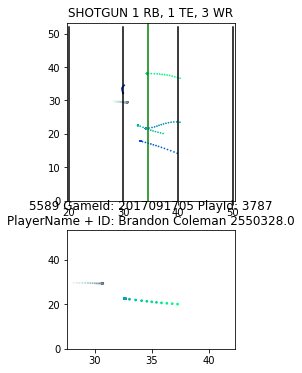 SHOTGUN 1 RB, 1 TE, 3 WR
50
40
30
20
10
0
20 30 40 50
5589 GameId: 2017091705 PlayId: 3787
PlayerName + ID: Brandon Coleman 2550328.0
40
20
0
30 35 40